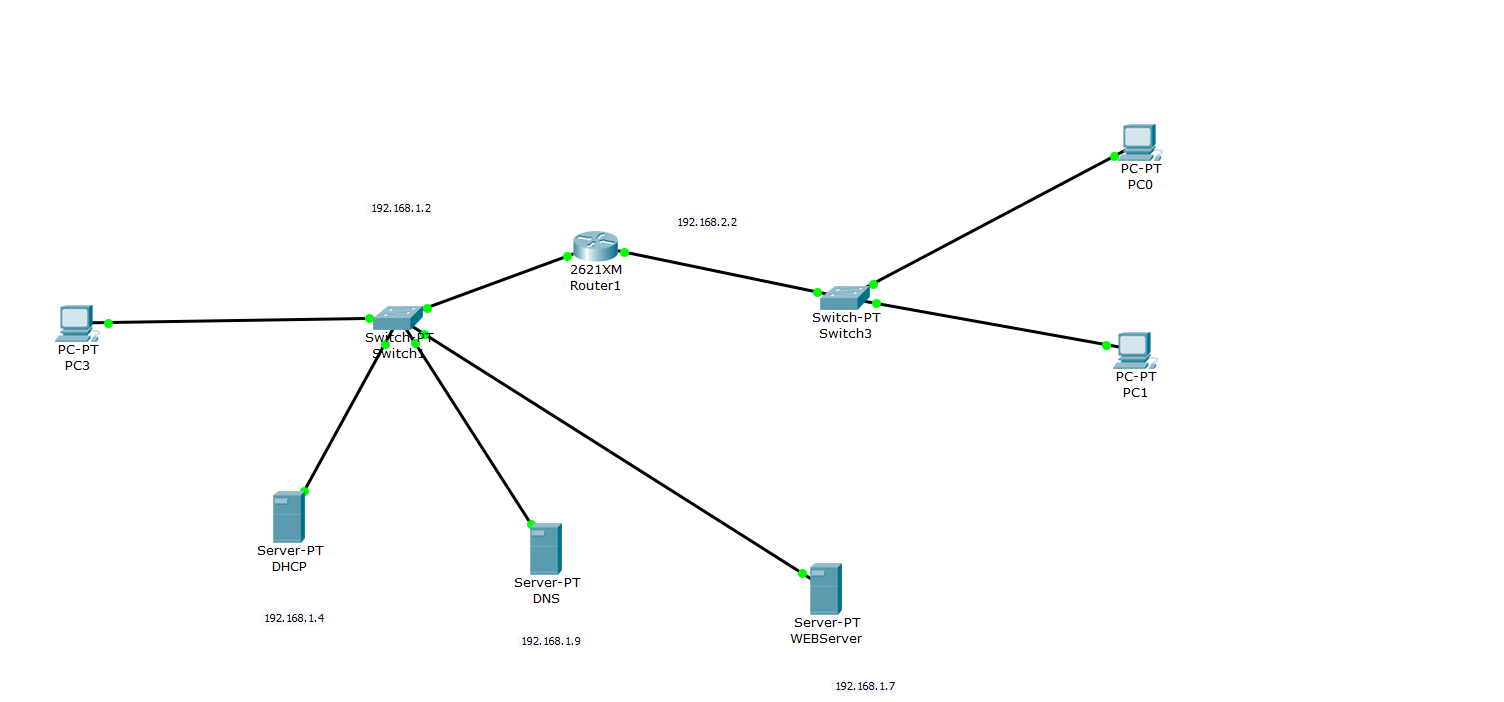 PC-PT
PC0
192.168.1.2
192.168.2.2
2621XM
Router1
Switch-PT
Switch3
Switch-PT
Switch1
PC-PT
PC3
PC-PT
PC1
Server-PT
DHCP
192.168.1.4
Server-PT
DNS
192.168.1.9
Server-PT
WEBServer
192.168.1.7